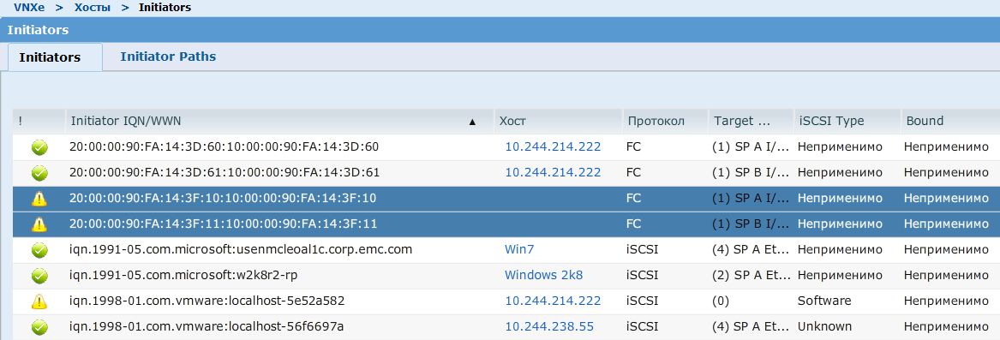 VNXe > Хосты > Initiators
Initiators
Initiators Initiator Paths
! Initiator IQN/WWN ▲ Хост Протокол Target ... iSCSI Type Bound
20:00:00:90:FA:14:3D:60:10:00:00:90:FA:14:3D:60 10.244.214.222 FC (1) SP A I/... Неприменимо Неприменимо
20:00:00:90:FA:14:3D:61:10:00:00:90:FA:14:3D:61 10.244.214.222 FC (1) SP B I/... Неприменимо Неприменимо
20:00:00:90:FA:14:3F:10:10:00:00:90:FA:14:3F:10 FC (1) SP A I/... Неприменимо Неприменимо
20:00:00:90:FA:14:3F:11:10:00:00:90:FA:14:3F:11 FC (1) SP B I/... Неприменимо Неприменимо
iqn.1991-05.com.microsoft:usenmcleoal1c.corp.emc.com Win7 iSCSI (4) SP A Et... Неприменимо Неприменимо
iqn.1991-05.com.microsoft:w2k8r2-rp Windows 2k8 iSCSI (2) SP A Et... Неприменимо Неприменимо
iqn.1998-01.com.vmware:localhost-5e52a582 10.244.214.222 iSCSI (0) Software Неприменимо
iqn.1998-01.com.vmware:localhost-56f6697a 10.244.238.55 iSCSI (4) SP A Et... Unknown Неприменимо